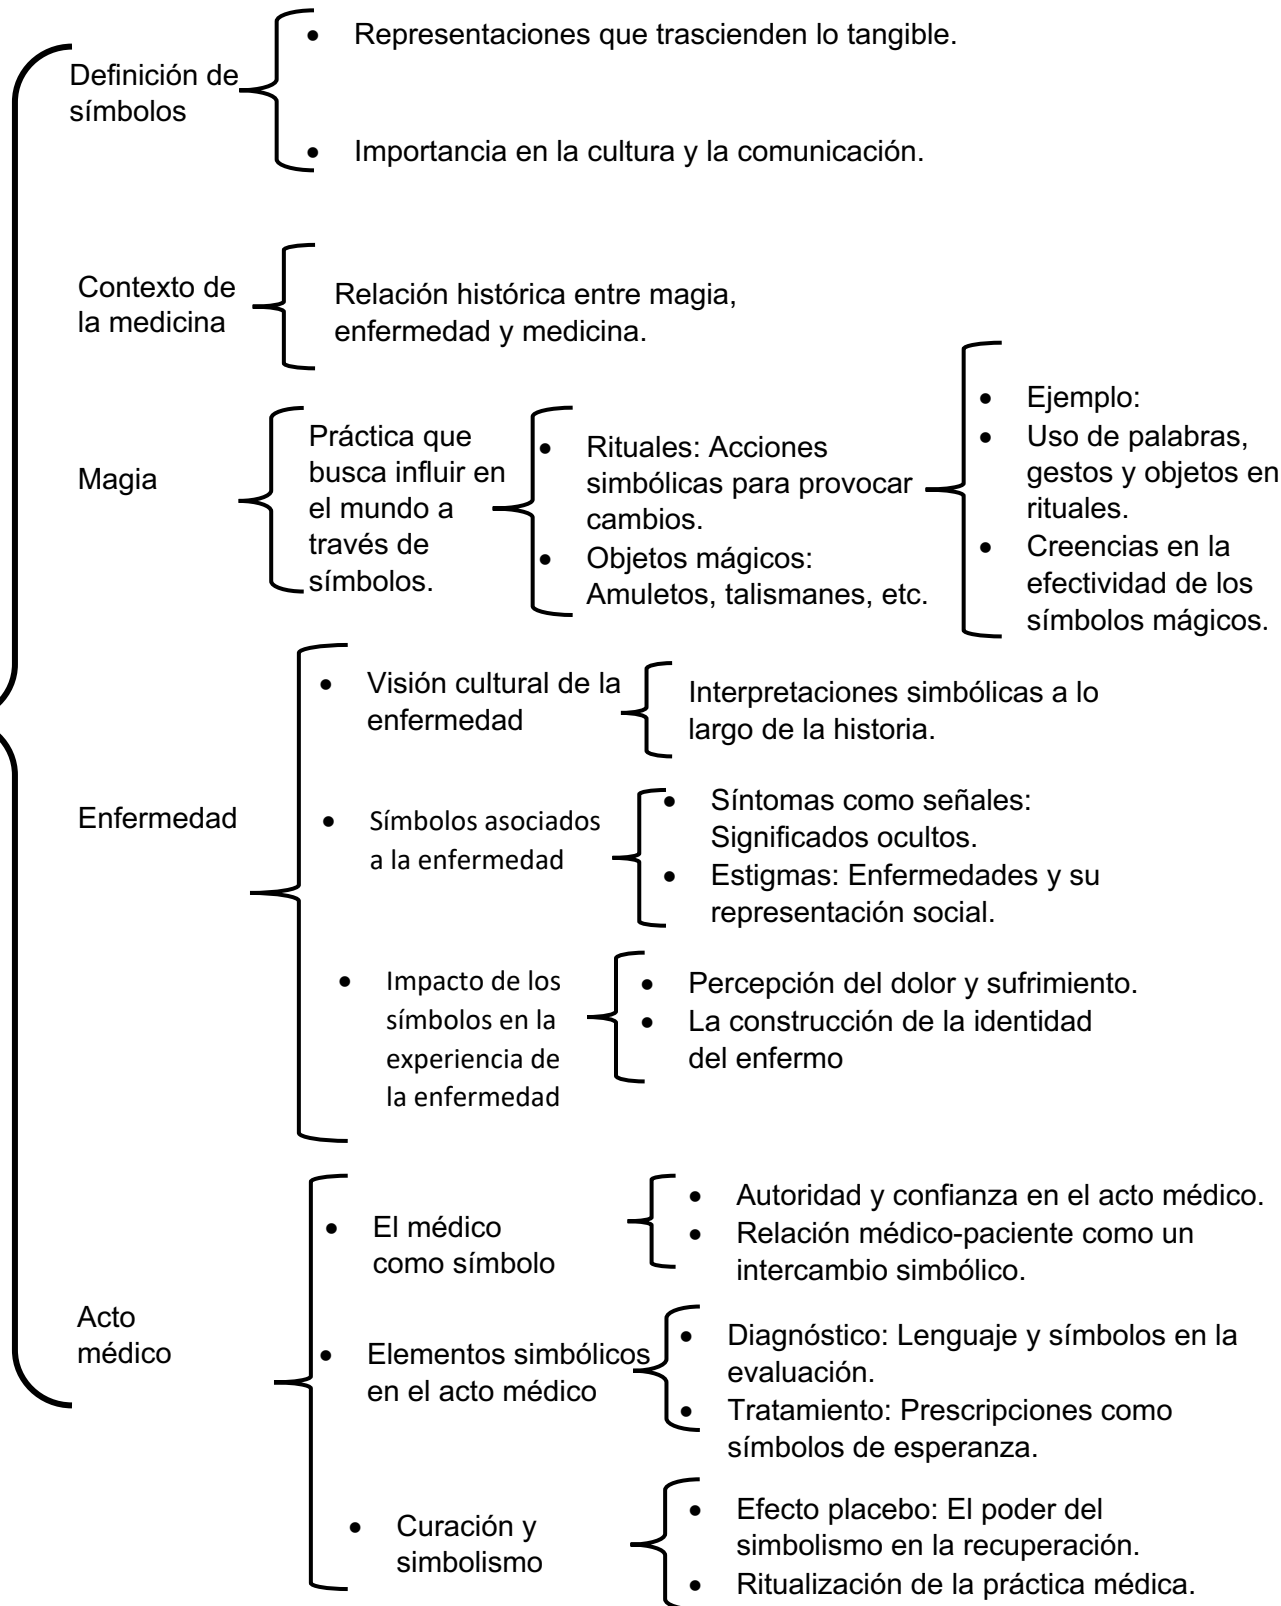 Definición de
símbolos
• Representaciones que trascienden lo tangible.
• Importancia en la cultura y la comunicación.
Contexto de
la medicina
Relación histórica entre magia,
enfermedad y medicina.
Magia
Práctica que
busca influir en
el mundo a
través de
símbolos.
• Rituales: Acciones
simbólicas para provocar
cambios.
• Objetos mágicos:
Amuletos, talismanes, etc.
• Ejemplo:
• Uso de palabras,
gestos y objetos en
rituales.
• Creencias en la
efectividad de los
símbolos mágicos.
Enfermedad
• Visión cultural de la
enfermedad
Interpretaciones simbólicas a lo
largo de la historia.
• Símbolos asociados
a la enfermedad
• Síntomas como señales:
Significados ocultos.
• Estigmas: Enfermedades y su
representación social.
• Impacto de los
símbolos en la
experiencia de
la enfermedad
• Percepción del dolor y sufrimiento.
• La construcción de la identidad
del enfermo
Acto
médico
• El médico
como símbolo
• Autoridad y confianza en el acto médico.
• Relación médico-paciente como un
intercambio simbólico.
• Elementos simbólicos
en el acto médico
• Diagnóstico: Lenguaje y símbolos en la
evaluación.
• Tratamiento: Prescripciones como
símbolos de esperanza.
• Curación y
simbolismo
• Efecto placebo: El poder del
simbolismo en la recuperación.
• Ritualización de la práctica médica.